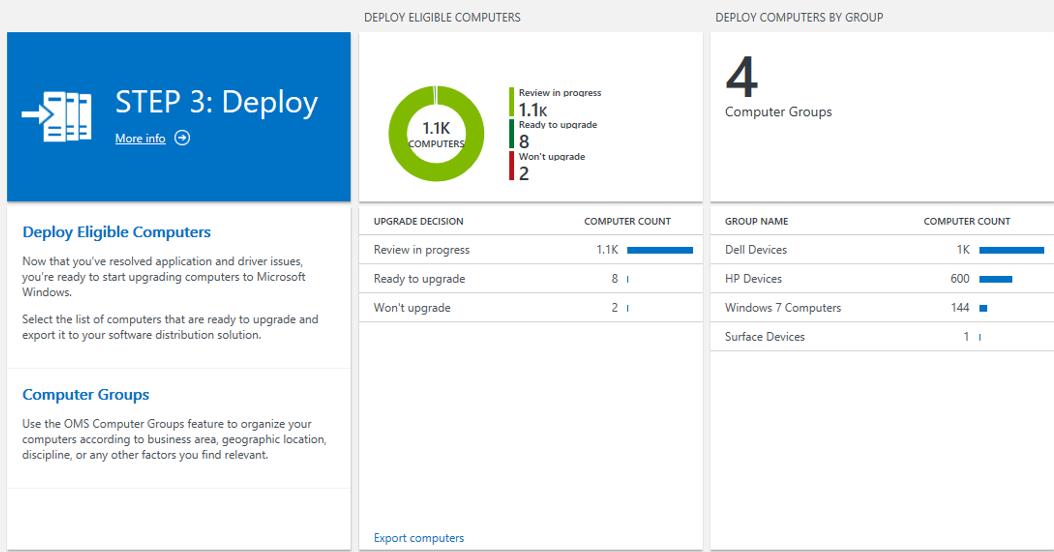 DEPLOY ELIGIBLE COMPUTERS
DEPLOY COMPUTERS BY GROUP
STEP 3: Deploy
More info
Deploy Eligible Computers
Now that you've resolved application and driver issues,
you're ready to start upgrading computers to Microsoft
Windows.
Select the list of computers that are ready to upgrade and
export it to your software distribution solution.
Computer Groups
Use the OMS Computer Groups feature to organize your
computers according to business area, geographic location,
discipline, or any other factors you find relevant.
1.1K
COMPUTERS
Review in progress
1.1K
Ready to upgrade
8
Won't upgrade
2
UPGRADE DECISION COMPUTER COUNT
Review in progress 1.1K
Ready to upgrade 8
Won't upgrade 2
Export computers
4
Computer Groups
GROUP NAME COMPUTER COUNT
Dell Devices 1K
HP Devices 600
Windows 7 Computers 144
Surface Devices 1